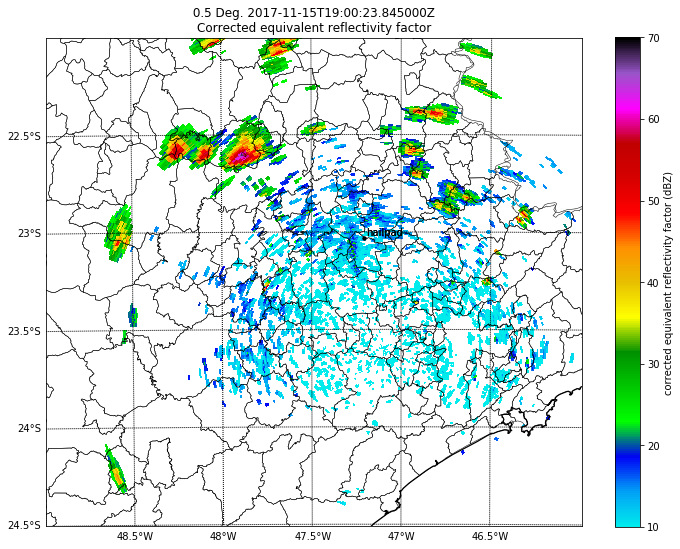 0.5 Deg. 2017-11-15T19:00:23.845000Z
Corrected equivalent reflectivity factor
22.5°S
23°S
23.5°S
24°S
24.5°S
hailpad
48.5°W
48°W
47.5°W
47°W
46.5°W
70
60
50
40
30
20
10
corrected equivalent reflectivity factor (dBZ)